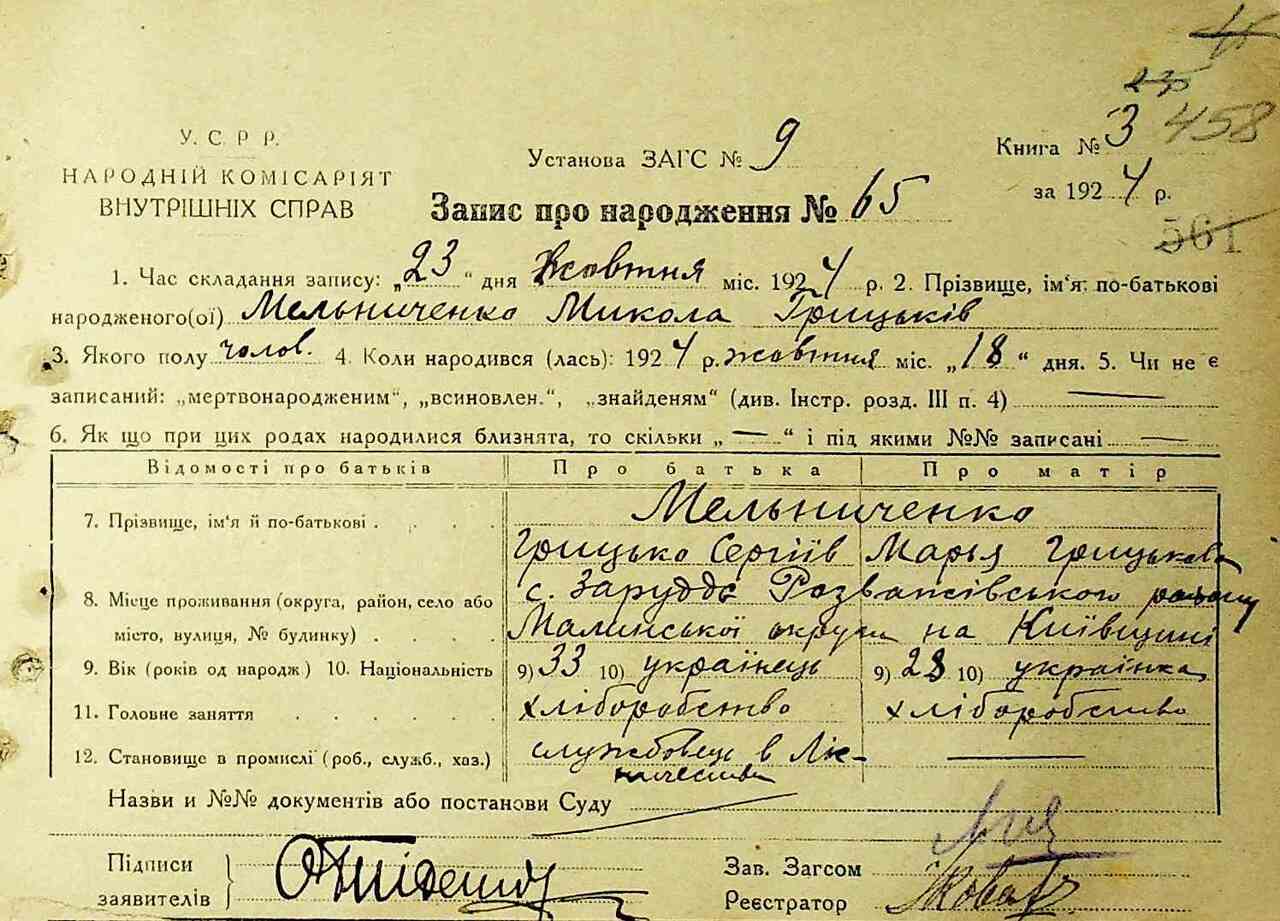 458
У. С. Р Р.
Установа ЗАГС № 9
Книга № 3
НАРОДНІЙ КОМІСАРІЯТ
за 1924 р.
ВНУТРІШНІХ СПРАВ
Запис про народження № 65
561
1. Час складання запису: „23“ дня Жовтня міс. 1924 р. 2. Прізвище, ім‘я по-батькові
народженого(ої) Мельниченко Микола Грицьків
3. Якого полу чолов. 4. Коли народився (лась): 1924 р. жовтня міс. „18“ дня. 5. Чи не є
записаний: „мертвонародженим“, „всиновлен.“, „знайденям“ (див. Інстр. розд. III п. 4) —
6. Як що при цих родах народилися близнята, то скільки „—“ і під якими №№ записані —
Відомості про батьків Про батька Про матір
7. Прізвище, ім‘я й по-батькові . . . . Мельниченко
Грицько Сергіїв Марья Грицькова
8. Місце проживання (округа, район, село або с. Заруддє Розважівського району
місто, вулиця, № будинку) . . . . Малинської округи на Київщині
9. Вік (років од народж) 10. Національність 9) 33 10) українець 9) 28 10) українка
11. Головне заняття . . . . . . хліборобство хліборобство
12. Становище в промислі (роб., служб., хаз.) службовець в Ліс- —
ничестві
Назви и №№ документів або постанови Суду —
Підписи
Зав. Загсом
заявителів
Реєстратор